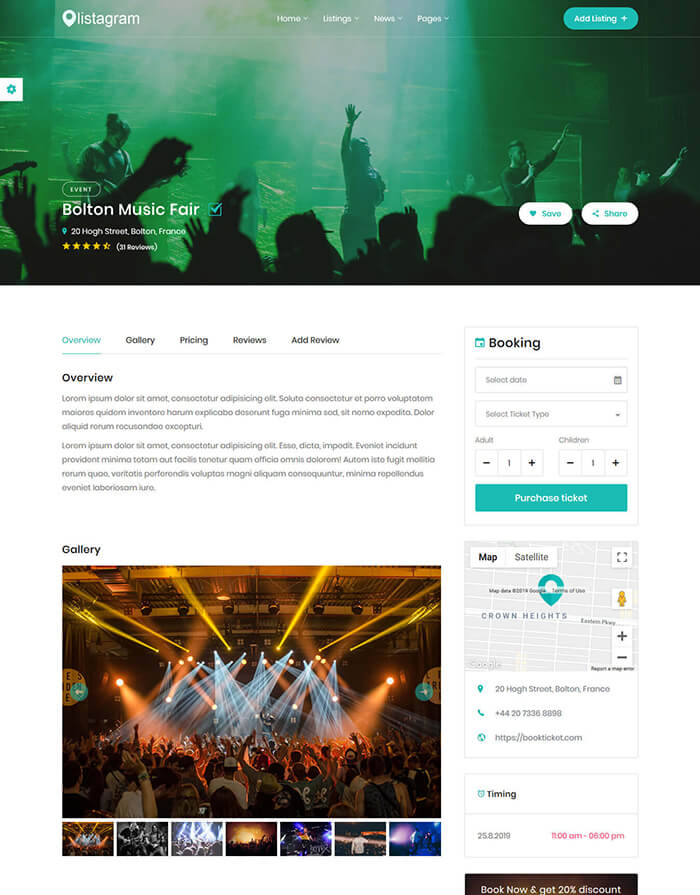 listagram
Home Listings News Pages
Add Listing +
EVENT
Bolton Music Fair
20 Hogh Street, Bolton, France
(31 Reviews)
Save
Share
Overview Gallery Pricing Reviews Add Review
Overview
Lorem ipsum dolor sit amet, consectetur adipisicing elit. Soluta consectetur et porro voluptatem
maiores quidem inventore harum explicabo deserunt fuga minima sed, sit nemo expedita. Dolor
aliquid rerum recusandae excepturi.
Lorem ipsum dolor sit amet, consectetur adipisicing elit. Esse, dicta, impedit. Eveniet incidunt
provident minima totam aut facilis tenetur quam officia omnis dolorem! Autem iste fugit mollitia
rerum quae, veritatis perferendis voluptas magni aliquam consequuntur, minima repellendus
eveniet laboriosam iure.
Gallery
Booking
Select date
Select Ticket Type
Adult Children
- 1 + - 1 +
Purchase ticket
Map Satellite
Map data ©2019 Google Terms of Use
CROWN HEIGHTS
Eastern Pkwy
+
-
Google
Report a map error
20 Hogh Street, Bolton, France
+44 20 7336 8898
https://bookticket.com
Timing
25.8.2019 11:00 am - 06:00 pm
Book Now & get 20% discount